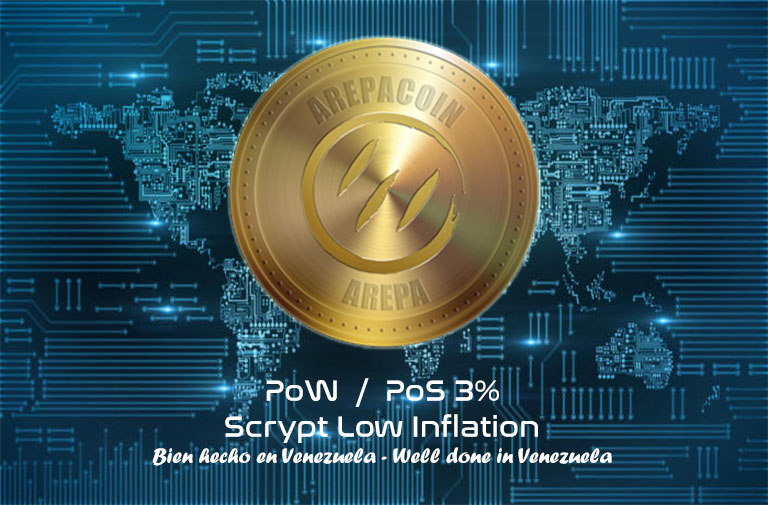 AREPACOIN
AREPA
PoW / PoS 3%
Scrypt Low Inflation
Bien hecho en Venezuela - Well done in Venezuela